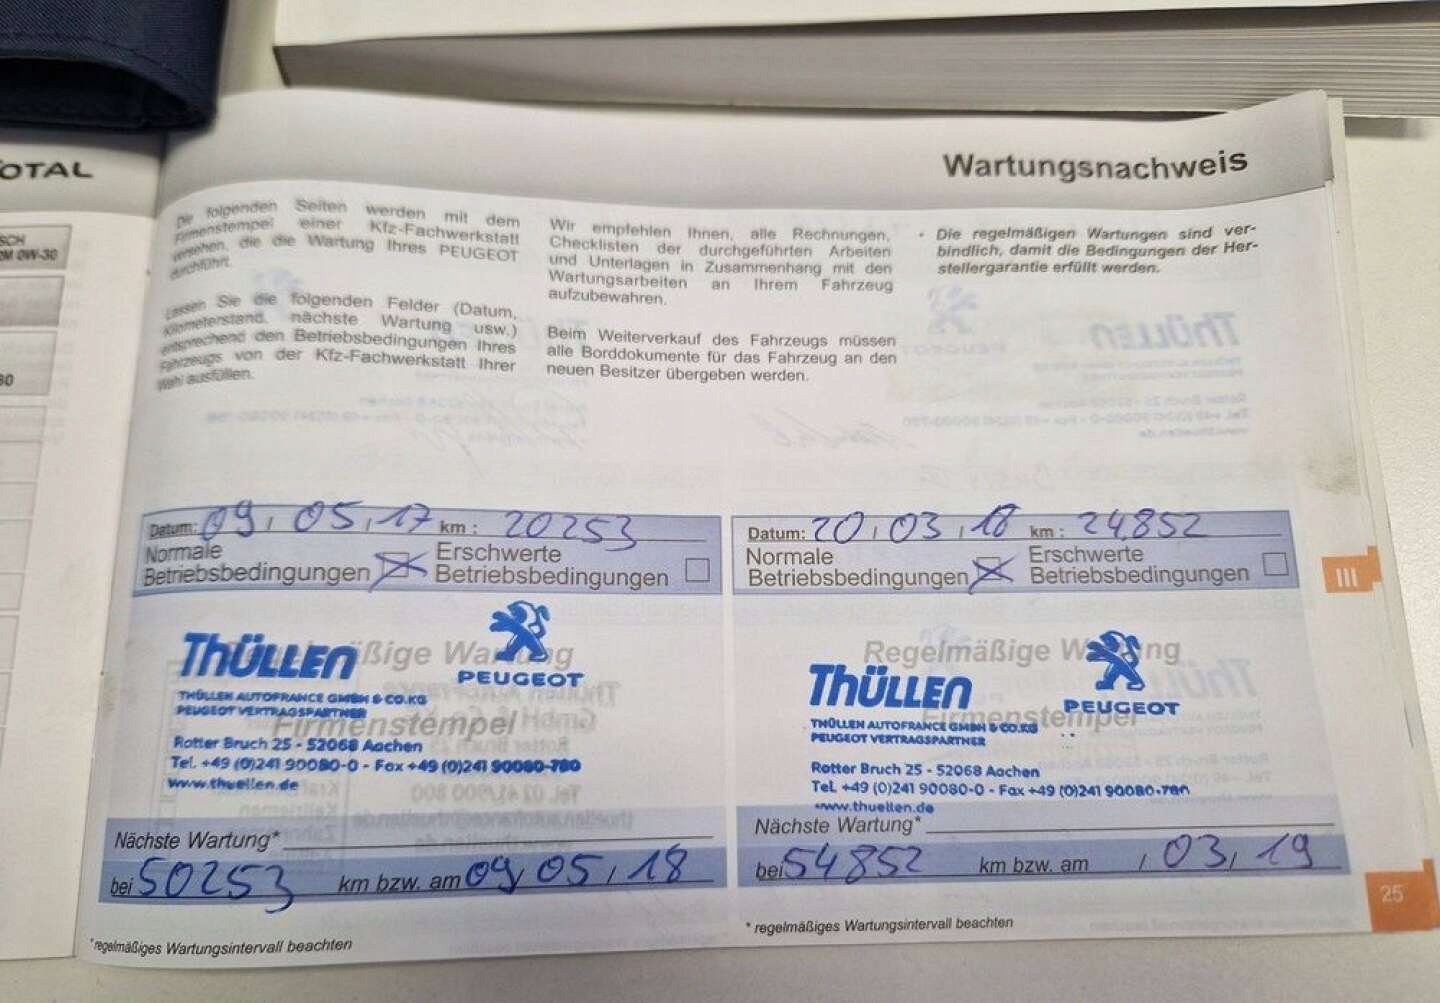 TOTAL
0W-30
Wartungsnachweis
Die folgenden Seiten werden mit dem
Firmenstempel einer Kfz-Fachwerkstatt
versehen, die die Wartung Ihres PEUGEOT
durchführt.
Lassen Sie die folgenden Felder (Datum,
Kilometerstand, nächste Wartung usw.)
entsprechend den Betriebsbedingungen Ihres
Fahrzeugs von der Kfz-Fachwerkstatt Ihrer
Wahl ausfüllen.
Wir empfehlen Ihnen, alle Rechnungen,
Checklisten der durchgeführten Arbeiten
und Unterlagen in Zusammenhang mit den
Wartungsarbeiten an Ihrem Fahrzeug
aufzubewahren.
Beim Weiterverkauf des Fahrzeugs müssen
alle Borddokumente für das Fahrzeug an den
neuen Besitzer übergeben werden.
• Die regelmäßigen Wartungen sind ver-
bindlich, damit die Bedingungen der Her-
stellergarantie erfüllt werden.
Datum: 09 / 05 / 17 km : 20253
Normale
Betriebsbedingungen
Erschwerte
Betriebsbedingungen
Regelmäßige Wartung
Firmenstempel
THÜLLEN
PEUGEOT
THÜLLEN AUTOFRANCE GMBH & CO.KG
PEUGEOT VERTRAGSPARTNER
Rotter Bruch 25 - 52068 Aachen
Tel. +49 (0)241 90080-0 - Fax +49 (0)241 90080-780
www.thuellen.de
Nächste Wartung*
bei 50253 km bzw. am 09 / 05 / 18
*regelmäßiges Wartungsintervall beachten
Datum: 20 / 03 / 18 km : 24852
Normale
Betriebsbedingungen
Erschwerte
Betriebsbedingungen
Regelmäßige Wartung
Firmenstempel
THÜLLEN
PEUGEOT
THÜLLEN AUTOFRANCE GMBH & CO.KG
PEUGEOT VERTRAGSPARTNER
Rotter Bruch 25 - 52068 Aachen
Tel. +49 (0)241 90080-0 - Fax +49 (0)241 90080-780
www.thuellen.de
Nächste Wartung*
bei 54852 km bzw. am / 03 / 19
* regelmäßiges Wartungsintervall beachten
III
25